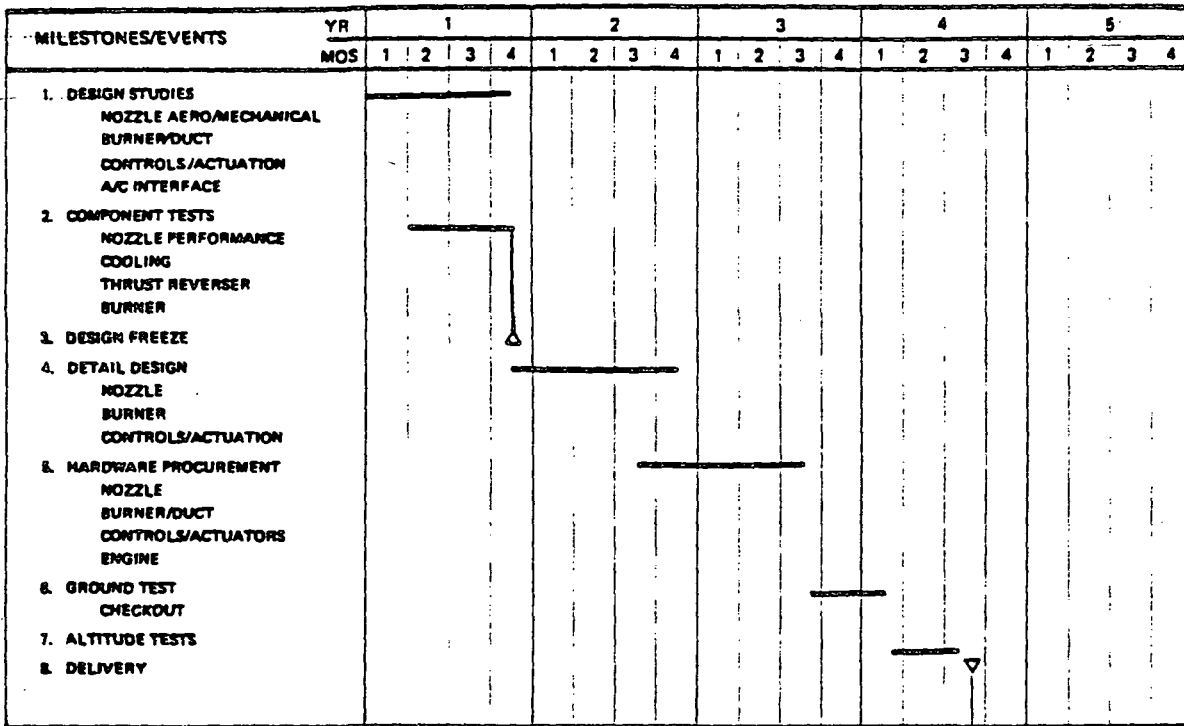 MILESTONES/EVENTS YR 1 2 3 4 5
MOS 1 2 3 4 1 2 3 4 1 2 3 4 1 2 3 4 1 2 3 4
1. DESIGN STUDIES
NOZZLE AERO/MECHANICAL
BURNER/DUCT
CONTROLS/ACTUATION
A/C INTERFACE
2. COMPONENT TESTS
NOZZLE PERFORMANCE
COOLING
THRUST REVERSER
BURNER
3. DESIGN FREEZE
4. DETAIL DESIGN
NOZZLE
BURNER
CONTROLS/ACTUATION
5. HARDWARE PROCUREMENT
NOZZLE
BURNER/DUCT
CONTROLS/ACTUATORS
ENGINE
6. GROUND TEST
CHECKOUT
7. ALTITUDE TESTS
8. DELIVERY